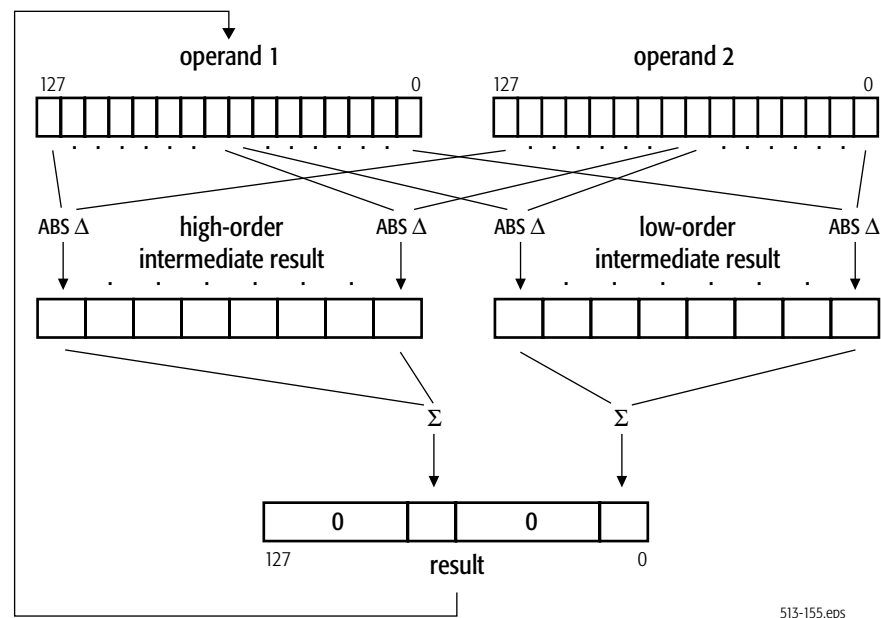 operand 1
operand 2
127 0
127 0
. . . . . . . . . . . .
. . . . . . . . . . . .
ABS Δ
high-order
intermediate result
ABS Δ
ABS Δ
low-order
intermediate result
ABS Δ
. . . . . .
. . . . . .
Σ
Σ
0 0
127 0
result
513-155.eps